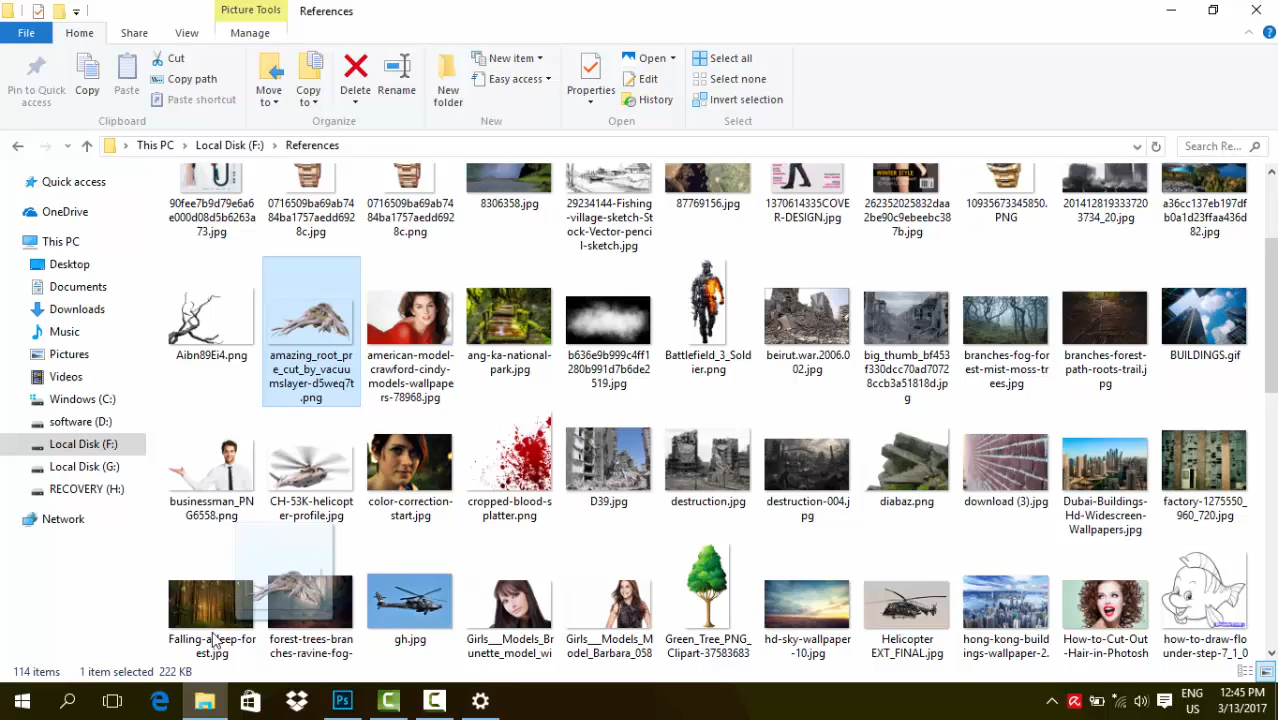 Picture Tools
References
File
Home
Share
View
Manage
Pin to Quick
access
Copy
Paste
Cut
Copy path
Paste shortcut
Clipboard
Move
to
Copy
to
Delete
Rename
Organize
New
folder
New item
Easy access
New
Properties
Open
Edit
History
Open
Select all
Select none
Invert selection
Select
This PC
Local Disk (F:)
References
Search Re...
Quick access
OneDrive
This PC
Desktop
Documents
Downloads
Music
Pictures
Videos
Windows (C:)
software (D:)
Local Disk (F:)
Local Disk (G:)
RECOVERY (H:)
Network
90fee7b9d79e6a6
e000d08d5b6263a
73.jpg
0716509ba69ab74
84ba1757aedd692
8c.jpg
0716509ba69ab74
84ba1757aedd692
8c.png
8306358.jpg
29234144-Fishing
-village-sketch-St
ock-Vector-penci
l-sketch.jpg
87769156.jpg
1370614335COVE
R-DESIGN.jpg
WINTER STYLE
262352025832daa
2be90c9ebeebc38
7b.jpg
10935673345850.
PNG
201412819333720
3734_20.jpg
a36cc137eb197df
b0a1d23ffaa436d
82.jpg
Aibn89Ei4.png
amazing_root_pr
e_cut_by_vacuu
mslayer-d5weq7t
.png
american-model-
crawford-cindy-
models-wallpape
rs-78968.jpg
ang-ka-national-
park.jpg
b636e9b999c4ff1
280b991d7b6de2
519.jpg
Battlefield_3_Sold
ier.png
beirut.war.2006.0
02.jpg
big_thumb_bf453
f330dcc70ad7072
8ccb3a51818d.jp
g
branches-fog-for
est-mist-moss-tr
ees.jpg
branches-forest-
path-roots-trail.j
pg
BUILDINGS.gif
businessman_PN
G6558.png
CH-53K-helicopt
er-profile.jpg
color-correction-
start.jpg
cropped-blood-s
platter.png
D39.jpg
destruction.jpg
destruction-004.j
pg
diabaz.png
download (3).jpg
Dubai-Buildings-
Hd-Widescreen-
Wallpapers.jpg
factory-1275550_
960_720.jpg
Falling-asleep-for
est.jpg
forest-trees-bran
ches-ravine-fog-
gh.jpg
Girls___Models_Br
unette_model_wi
Girls___Models_M
odel_Barbara_058
Green_Tree_PNG_
Clipart-37583683
hd-sky-wallpaper
-10.jpg
Helicopter
EXT_FINAL.jpg
hong-kong-build
ings-wallpaper-2.
How-to-Cut-Out
-Hair-in-Photosh
how-to-draw-flo
under-step-7_1_0
114 items
1 item selected 222 KB
Ps
ENG
US
12:45 PM
3/13/2017